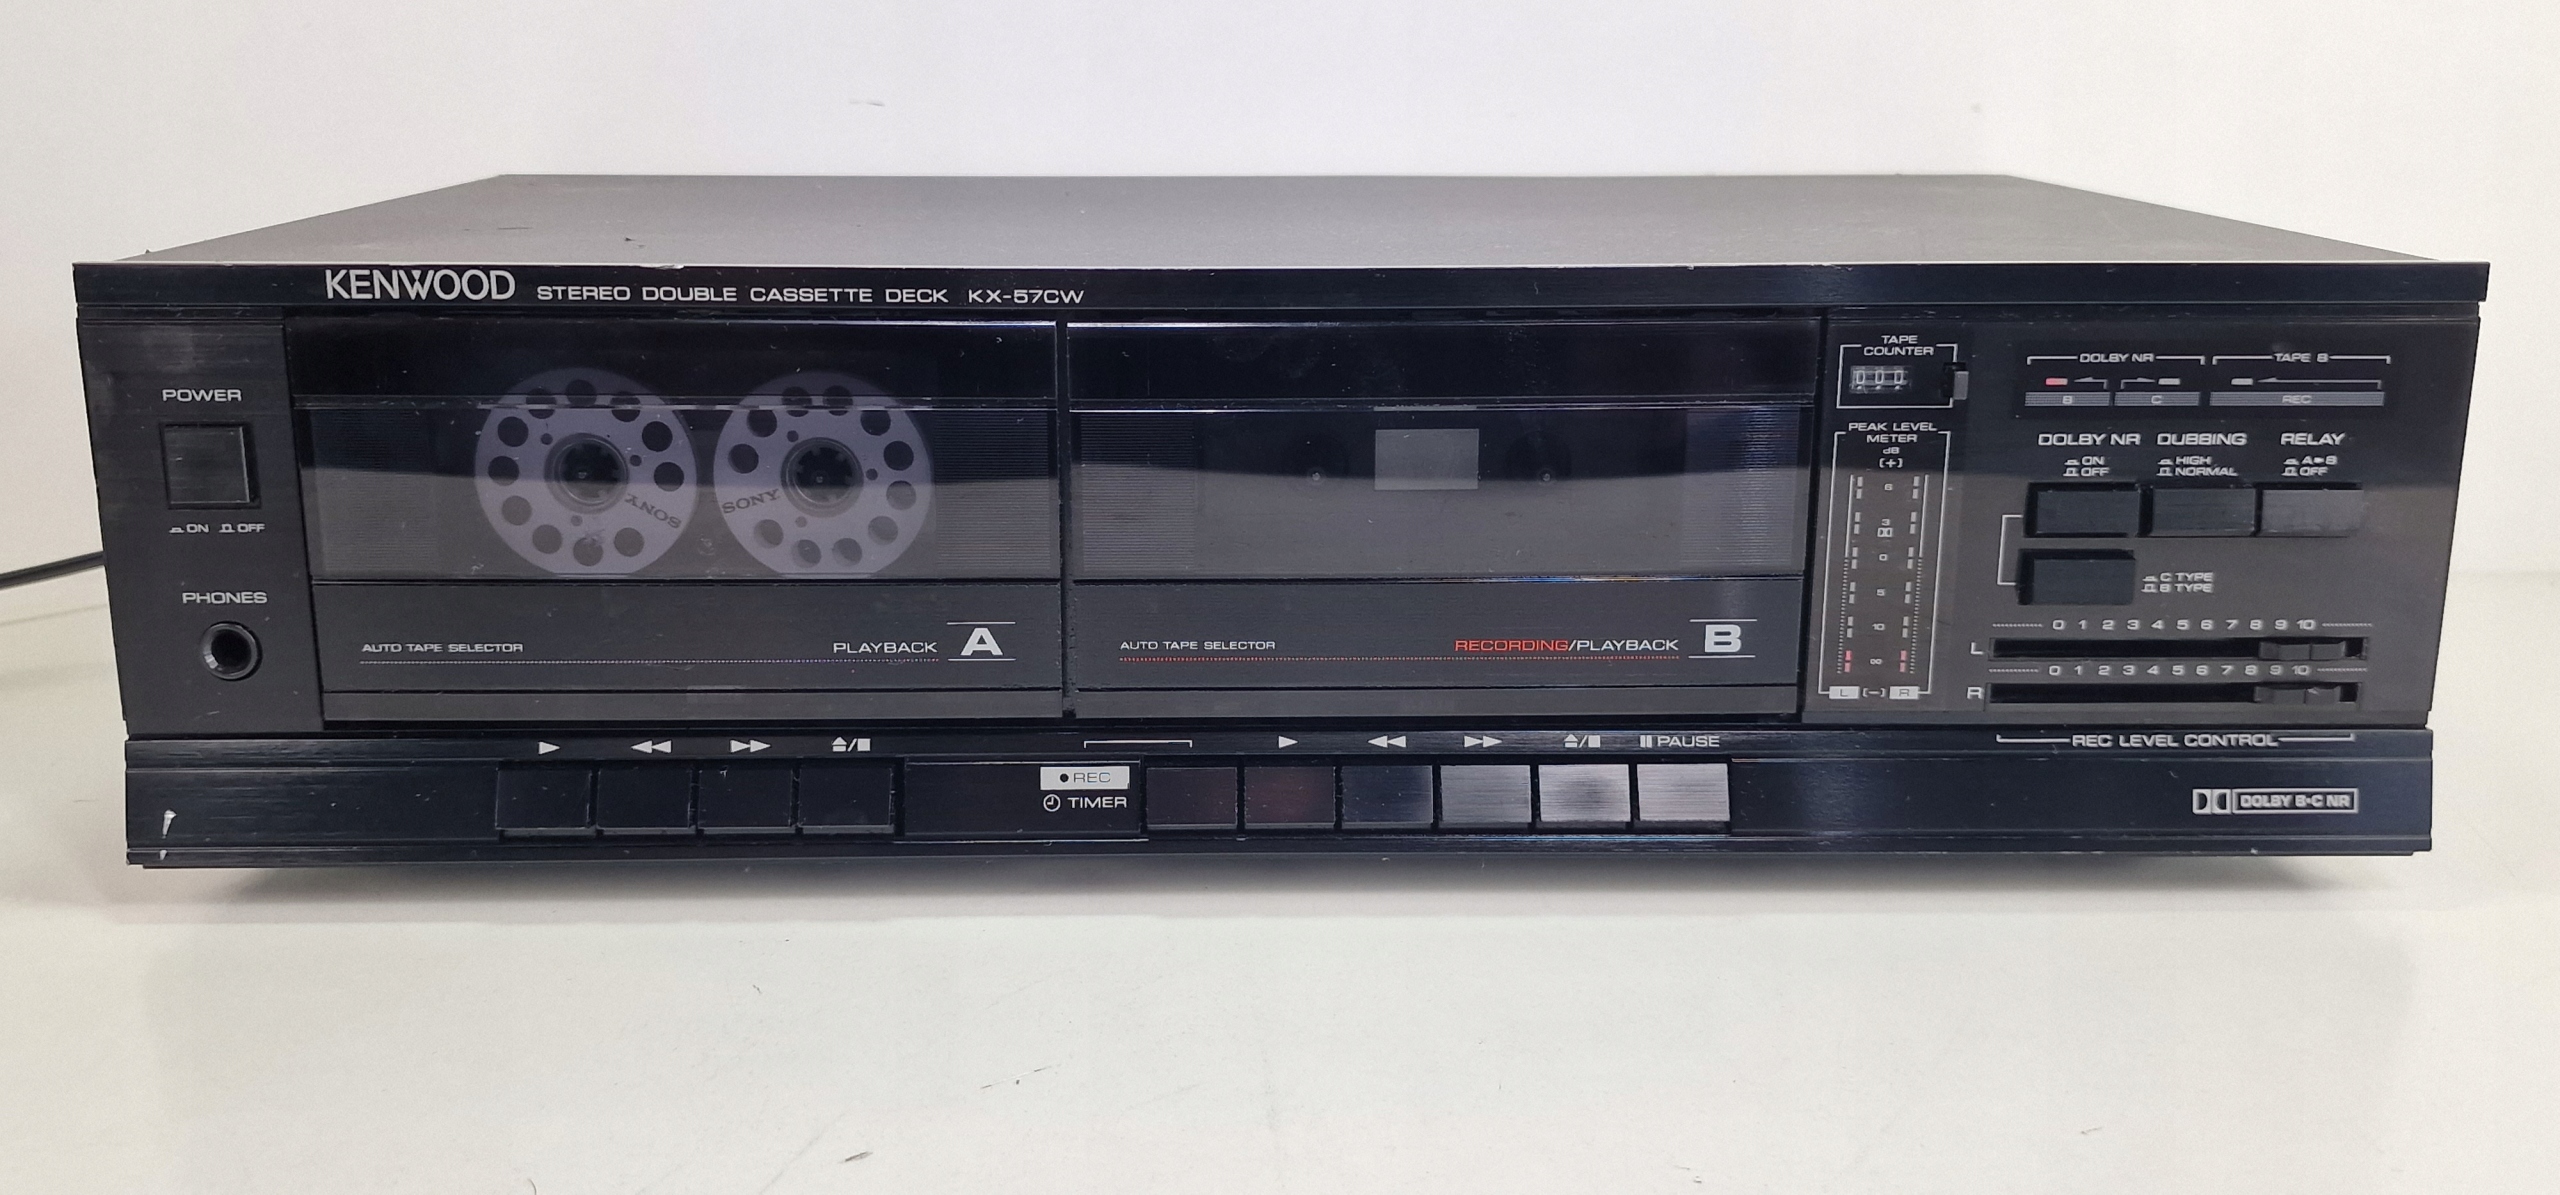 KENWOOD STEREO DOUBLE CASSETTE DECK KX-57CW
POWER
ON OFF
PHONES
SONY
SONY
AUTO TAPE SELECTOR
PLAYBACK A
AUTO TAPE SELECTOR
RECORDING/PLAYBACK B
TAPE
COUNTER
000
PEAK LEVEL
METER
dB
(+)
6
3
0
5
10
∞
L (−) R
DOLBY NR TAPE B
B C REC
DOLBY NR DUBBING RELAY
ON HIGH A▸B
OFF NORMAL OFF
C TYPE
B TYPE
0 1 2 3 4 5 6 7 8 9 10
L
0 1 2 3 4 5 6 7 8 9 10
R
REC LEVEL CONTROL
▶ ◀◀ ▶▶ ⏏/■
● REC
TIMER
▶ ◀◀ ▶▶ ⏏/■ ⏸ PAUSE
DOLBY B·C NR